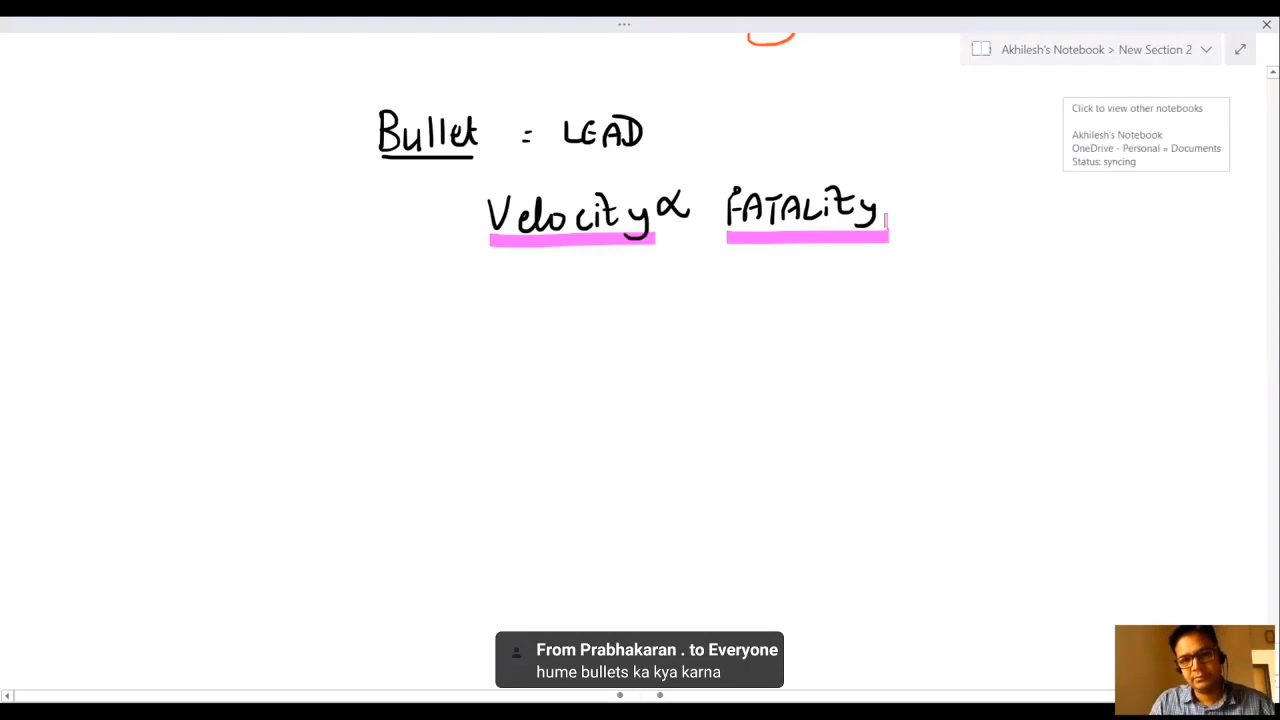 Akhilesh's Notebook > New Section 2
Click to view other notebooks
Akhilesh's Notebook
OneDrive - Personal » Documents
Status: syncing
Bullet = LEAD
Velocity ∝ FATALity
From Prabhakaran . to Everyone
hume bullets ka kya karna